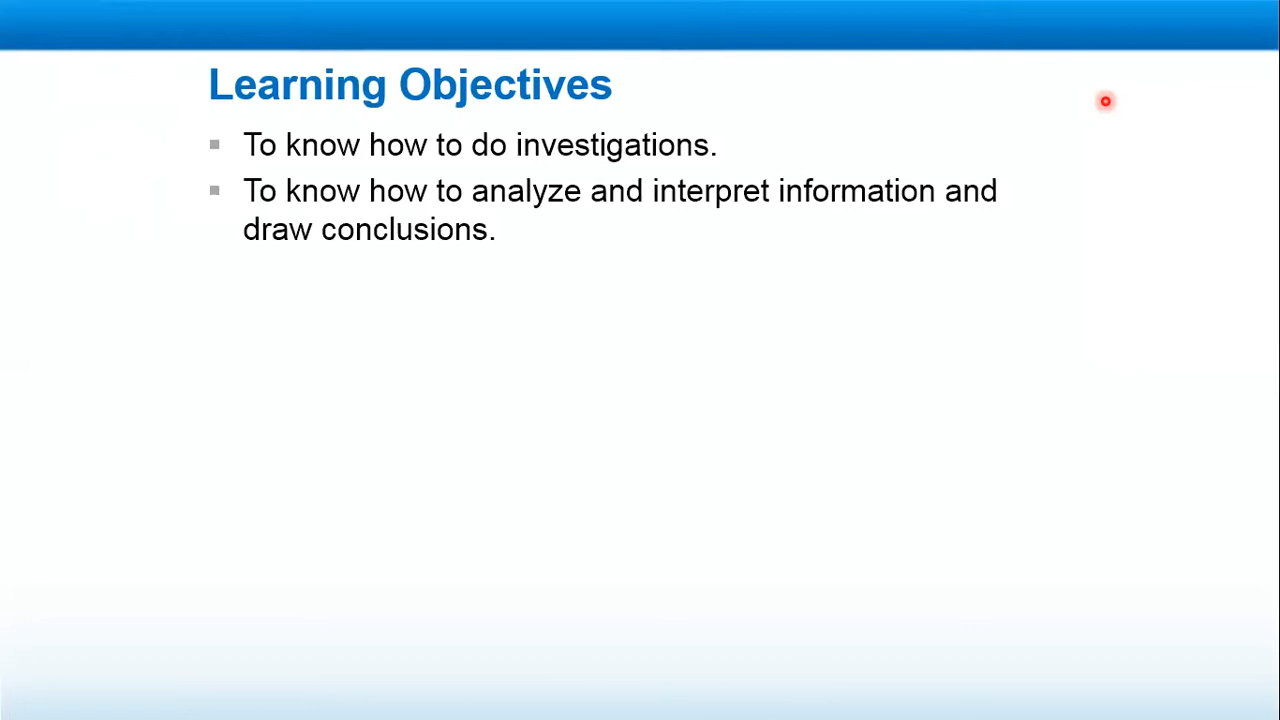 Learning Objectives
To know how to do investigations.
To know how to analyze and interpret information and
draw conclusions.